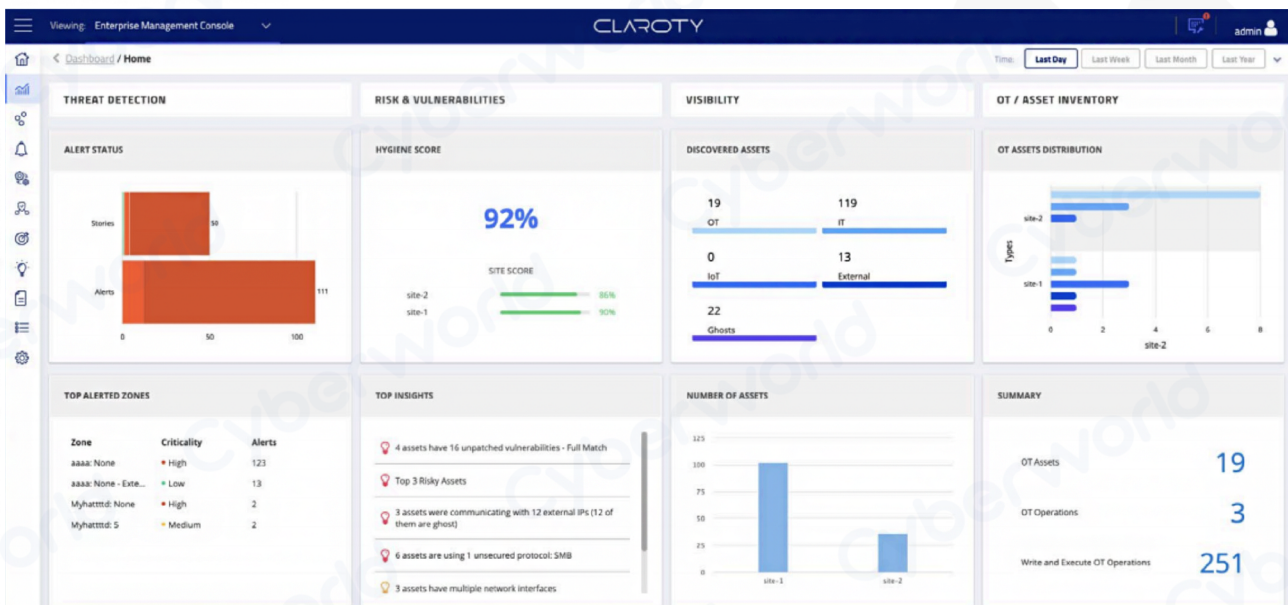 Viewing: Enterprise Management Console
CLAROTY
admin
Dashboard / Home
Time: Last Day Last Week Last Month Last Year
THREAT DETECTION
RISK & VULNERABILITIES
VISIBILITY
OT / ASSET INVENTORY
ALERT STATUS
Stories
50
Alerts
111
0 50 100
HYGIENE SCORE
92%
SITE SCORE
site-2 86%
site-1 90%
DISCOVERED ASSETS
19 119
OT IT
0 13
IoT External
22
Ghosts
OT ASSETS DISTRIBUTION
Types
site-2
site-1
0 2 4 6 8
site-2
TOP ALERTED ZONES
Zone Criticality Alerts
aaaa: None High 123
aaaa: None - Exte... Low 13
Myhattttd: None High 2
Myhattttd: S Medium 2
TOP INSIGHTS
4 assets have 16 unpatched vulnerabilities - Full Match
Top 3 Risky Assets
3 assets were communicating with 12 external IPs (12 of
them are ghost)
6 assets are using 1 unsecured protocol: SMB
3 assets have multiple network interfaces
NUMBER OF ASSETS
125
100
75
50
25
0
site-1 site-2
SUMMARY
OT Assets 19
OT Operations 3
Write and Execute OT Operations 251
Cyberworld